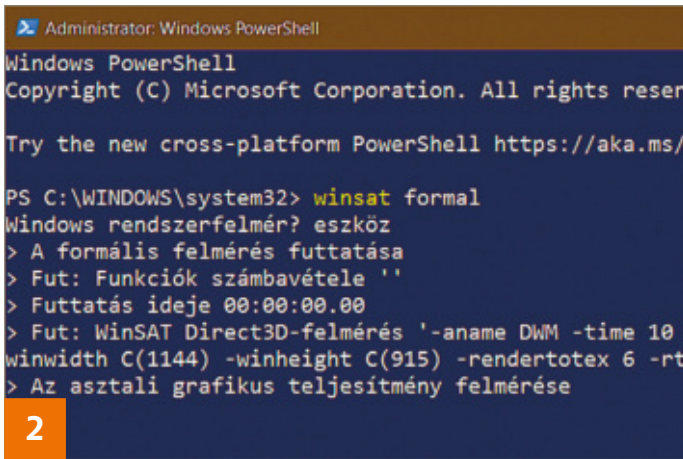 Administrator: Windows PowerShell
Windows PowerShell
Copyright (C) Microsoft Corporation. All rights reser
Try the new cross-platform PowerShell https://aka.ms/
PS C:\WINDOWS\system32> winsat formal
Windows rendszerfelmér? eszköz
> A formális felmérés futtatása
> Fut: Funkciók számbavétele ''
> Futtatás ideje 00:00:00.00
> Fut: WinSAT Direct3D-felmérés '-aname DWM -time 10
winwidth C(1144) -winheight C(915) -rendertotex 6 -rt
> Az asztali grafikus teljesítmény felmérése
2